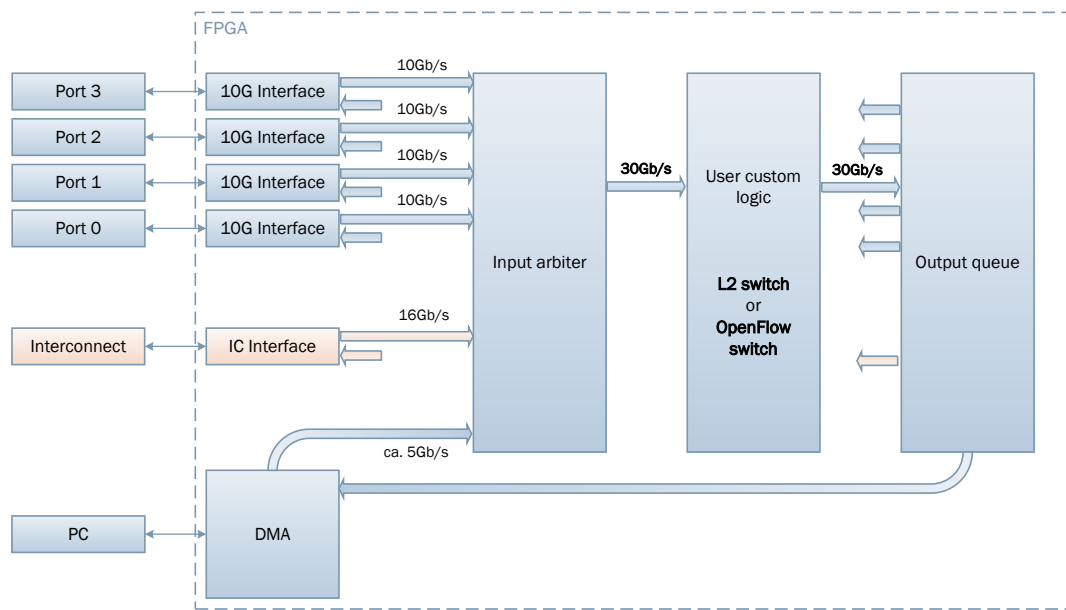 FPGA
Port 3
10G Interface
10Gb/s
Port 2
10G Interface
10Gb/s
Port 1
10G Interface
10Gb/s
Port 0
10G Interface
10Gb/s
Interconnect
IC Interface
16Gb/s
ca. 5Gb/s
PC
DMA
Input arbiter
30Gb/s
User custom
logic
L2 switch
or
OpenFlow
switch
30Gb/s
Output queue